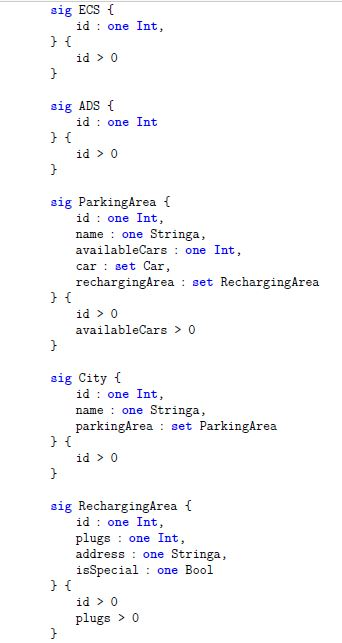 sig ECS {
id : one Int,
} {
id > 0
}
sig ADS {
id : one Int
} {
id > 0
}
sig ParkingArea {
id : one Int,
name : one Stringa,
availableCars : one Int,
car : set Car,
rechargingArea : set RechargingArea
} {
id > 0
availableCars > 0
}
sig City {
id : one Int,
name : one Stringa,
parkingArea : set ParkingArea
} {
id > 0
}
sig RechargingArea {
id : one Int,
plugs : one Int,
address : one Stringa,
isSpecial : one Bool
} {
id > 0
plugs > 0
}